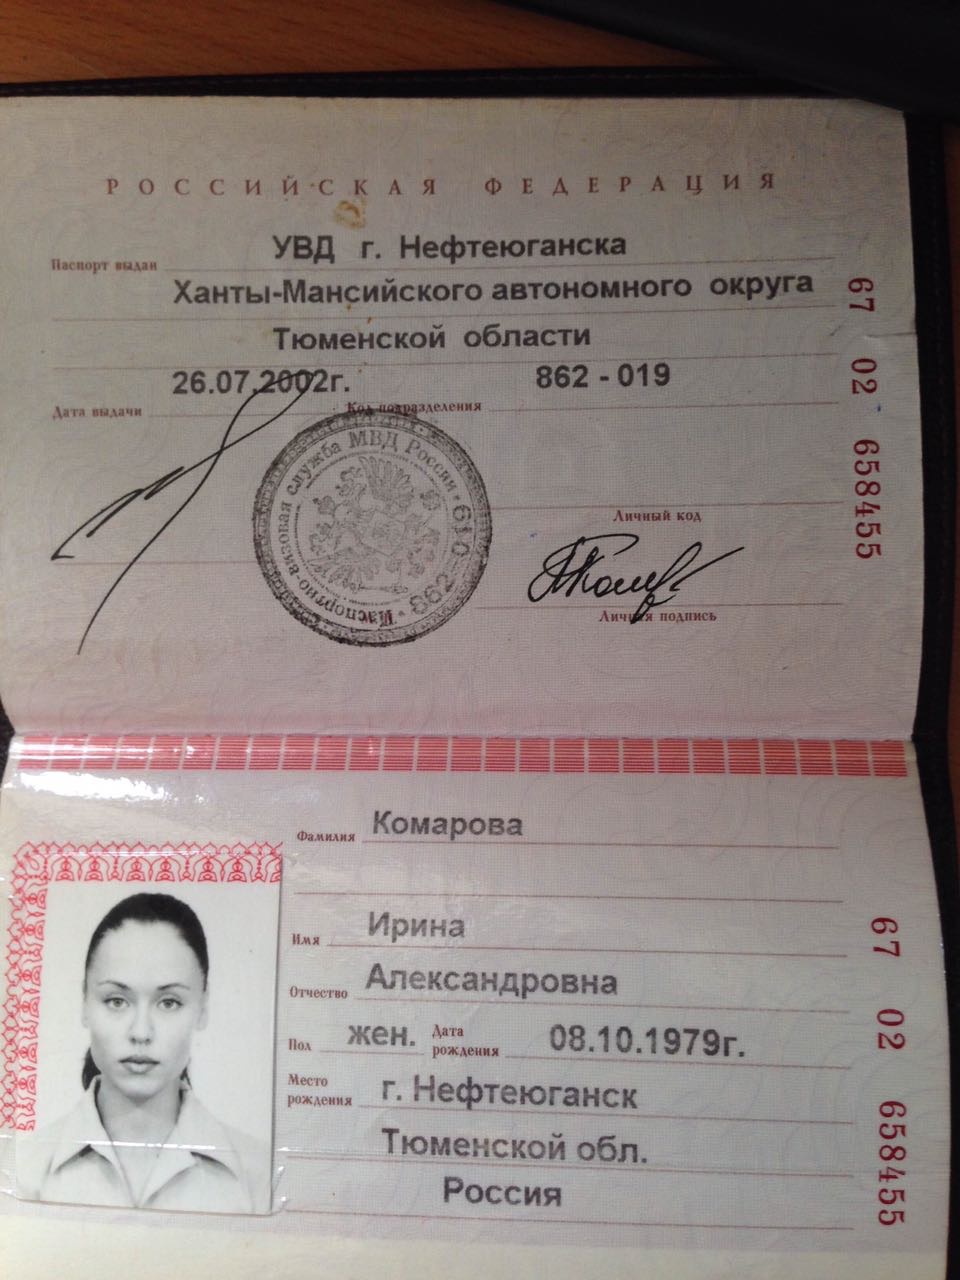 РОССИЙСКАЯ ФЕДЕРАЦИЯ
Паспорт выдан УВД г. Нефтеюганска
Ханты-Мансийского автономного округа
Тюменской области
Дата выдачи 26.07.2002г. Код подразделения 862 - 019
67 02 658455
Паспортно-визовая служба МВД России · 862-019 ·
Личный код
Личная подпись
Фамилия Комарова
Имя Ирина
Отчество Александровна
Пол жен. Дата рождения 08.10.1979г.
Место рождения г. Нефтеюганск
Тюменской обл.
Россия
67 02 658455